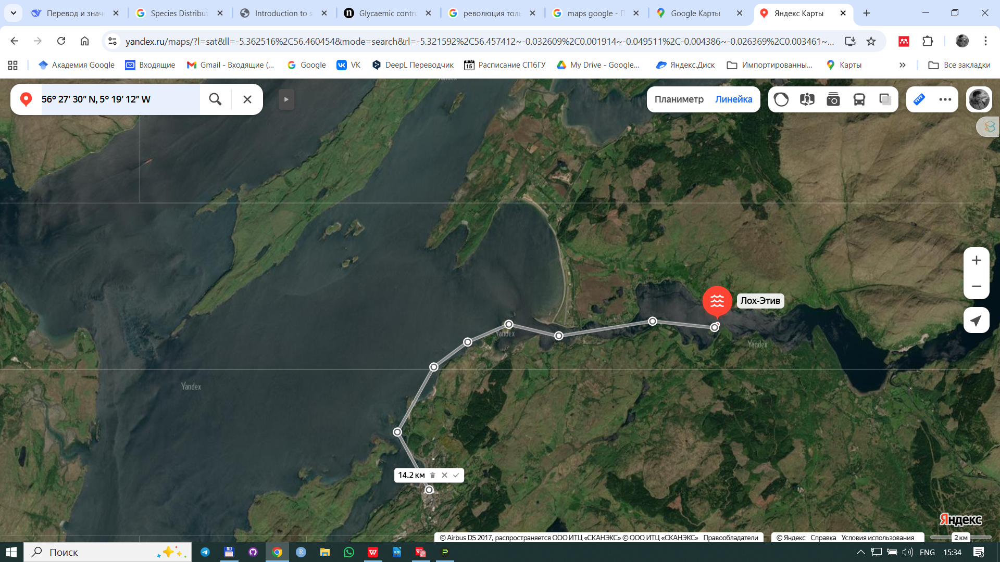 Перевод и знач
Species Distribut
Introduction to s
Glycaemic contro
революция толь
maps google - П
Google Карты
Яндекс Карты
yandex.ru/maps/?l=sat&ll=-5.362516%2C56.460454&mode=search&rl=-5.321592%2C56.457412~-0.032609%2C0.001914~-0.049511%2C-0.004386~-0.026369%2C0.003461~...
Академия Google
Входящие
Gmail - Входящие (...
Google
VK
DeepL Переводчик
15
Расписание СПбГУ
My Drive - Google...
Яндекс.Диск
Импортированны...
Карты
»
Все закладки
56° 27′ 30″ N, 5° 19′ 12″ W
Планиметр
Линейка
Yandex
Лох-Этив
Yandex
Yandex
Yandex
14.2 км
Яндекс
© Airbus DS 2017, распространяется ООО ИТЦ «СКАНЭКС» © ООО ИТЦ «СКАНЭКС» Правообладатели
© Яндекс Справка Условия использования
2 км
Поиск
ENG
15:34